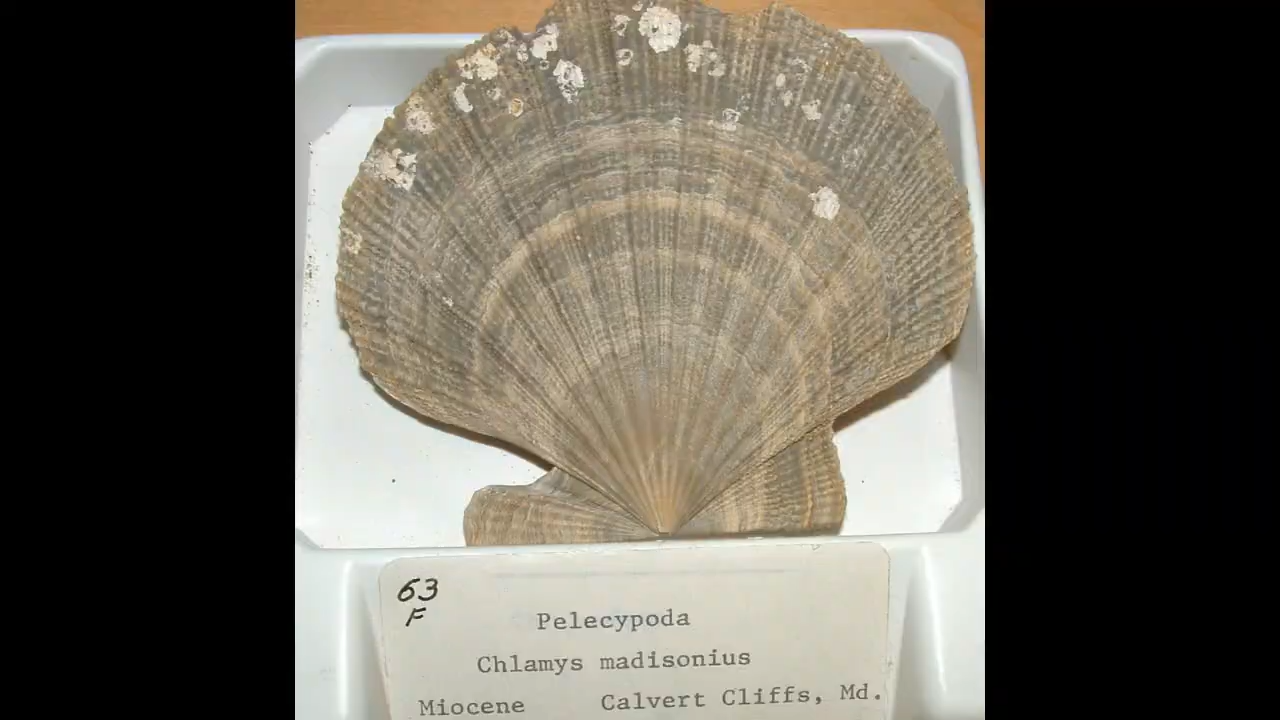 63
F
Pelecypoda
Chlamys madisonius
Miocene Calvert Cliffs, Md.